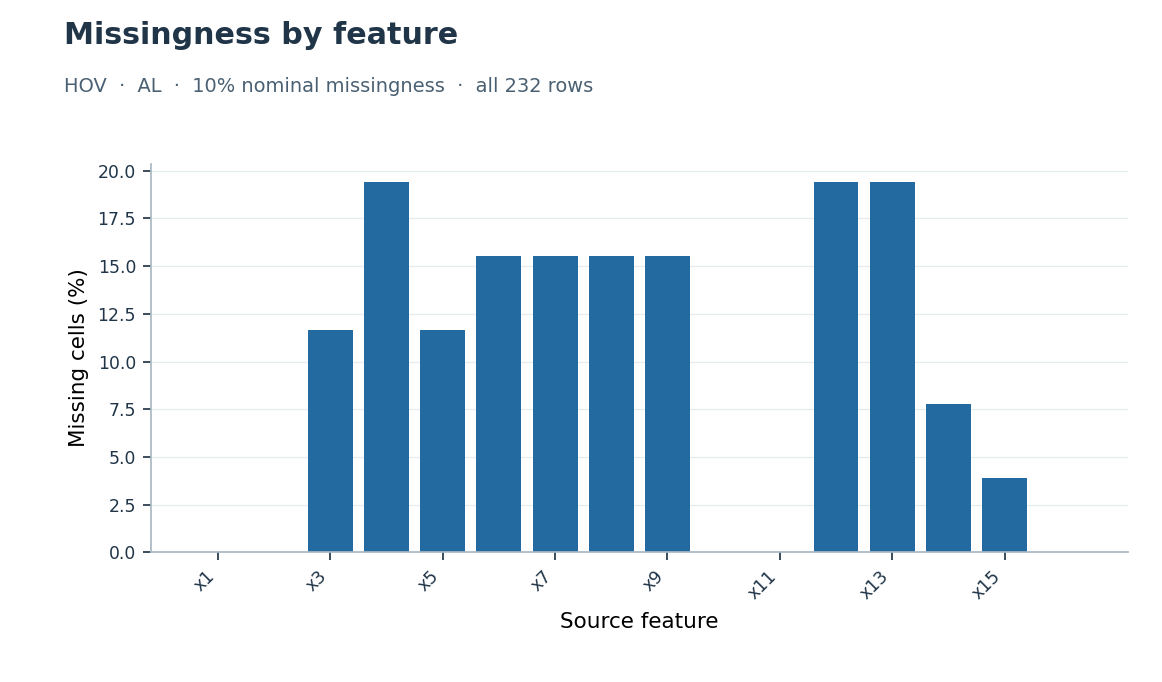 Missingness by feature
HOV · AL · 10% nominal missingness · all 232 rows
20.0
17.5
15.0
12.5
10.0
7.5
5.0
2.5
0.0
Missing cells (%)
x1 x3 x5 x7 x9 x11 x13 x15
Source feature